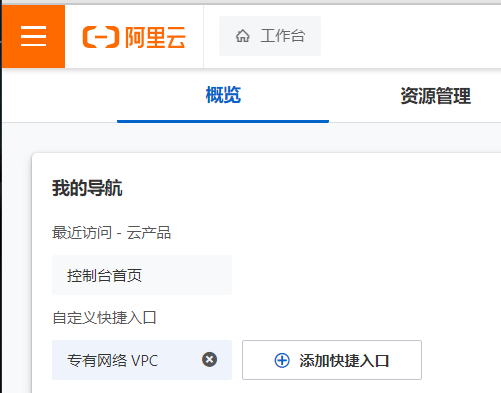 阿里云 工作台
概览 资源管理
我的导航
最近访问 - 云产品
控制台首页
自定义快捷入口
专有网络 VPC 添加快捷入口